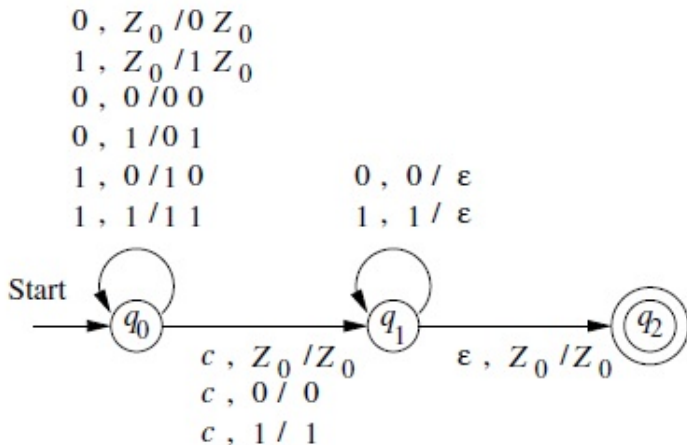 0 , Z0 / 0 Z0
1 , Z0 / 1 Z0
0 , 0 / 0 0
0 , 1 / 0 1
1 , 0 / 1 0
1 , 1 / 1 1
0 , 0 / ε
1 , 1 / ε
Start
q0
q1
q2
c , Z0 / Z0
c , 0 / 0
c , 1 / 1
ε , Z0 / Z0